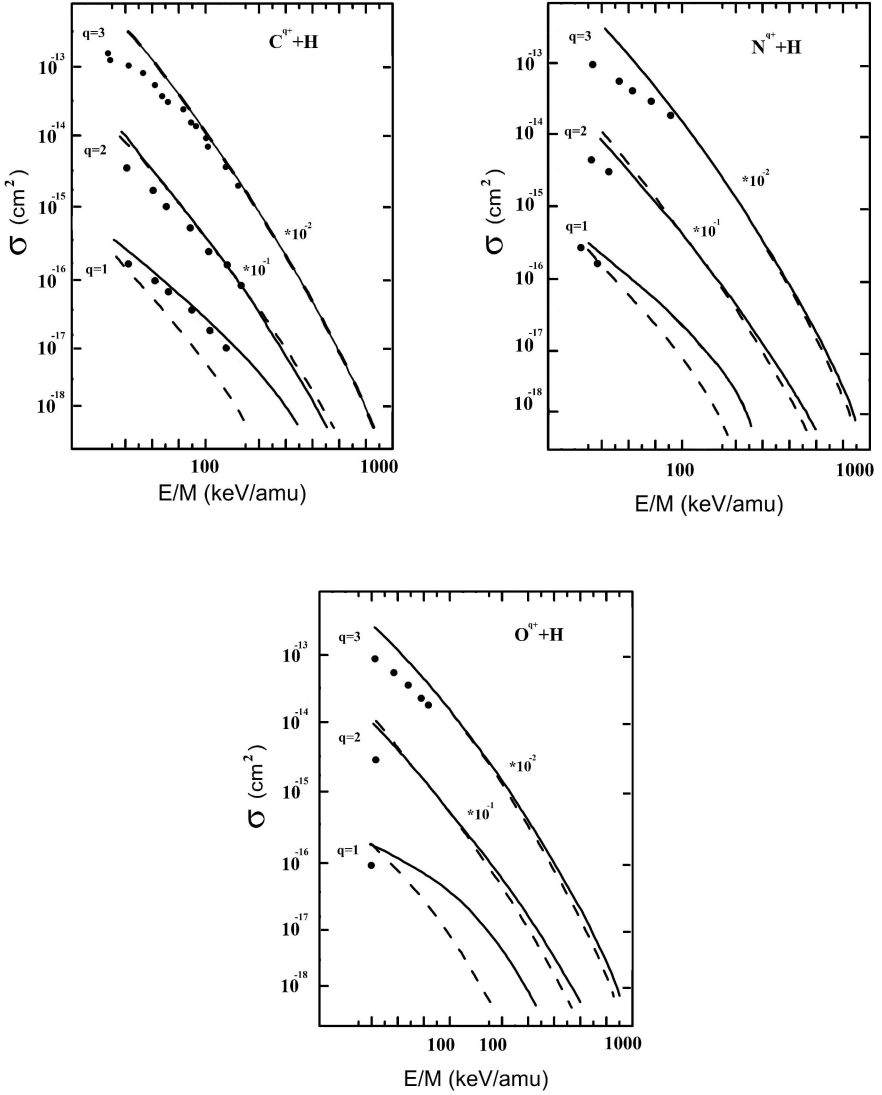 C^{q+}+H
q=3
10^{-13}
10^{-14}
q=2
10^{-15}
*10^{-2}
10^{-16}
q=1
*10^{-1}
10^{-17}
10^{-18}
σ (cm^2)
100 1000
E/M (keV/amu)
N^{q+}+H
q=3
10^{-13}
10^{-14}
q=2
*10^{-2}
10^{-15}
q=1
*10^{-1}
10^{-16}
10^{-17}
10^{-18}
σ (cm^2)
100 1000
E/M (keV/amu)
O^{q+}+H
q=3
10^{-13}
10^{-14}
q=2
*10^{-2}
10^{-15}
*10^{-1}
q=1
10^{-16}
10^{-17}
10^{-18}
σ (cm^2)
100 100 1000
E/M (keV/amu)